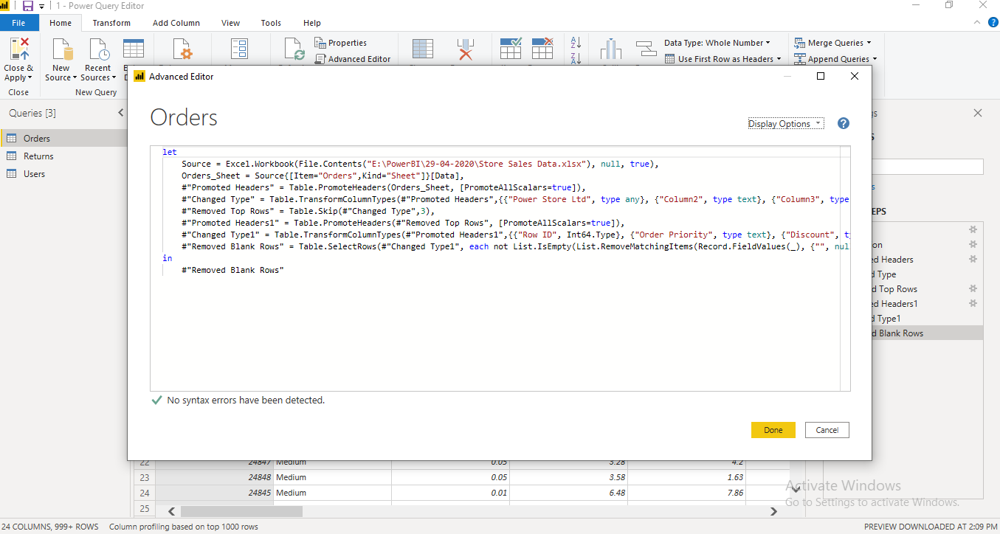 1 - Power Query Editor
File Home Transform Add Column View Tools Help
Close & Apply
New Source
Recent Sources
Properties
Advanced Editor
Data Type: Whole Number
Use First Row as Headers
Merge Queries
Append Queries
Close
New Query
Queries [3]
Orders
Returns
Users
Advanced Editor
Orders
Display Options
let
Source = Excel.Workbook(File.Contents("E:\PowerBI\29-04-2020\Store Sales Data.xlsx"), null, true),
Orders_Sheet = Source{[Item="Orders",Kind="Sheet"]}[Data],
#"Promoted Headers" = Table.PromoteHeaders(Orders_Sheet, [PromoteAllScalars=true]),
#"Changed Type" = Table.TransformColumnTypes(#"Promoted Headers",{{"Power Store Ltd", type any}, {"Column2", type text}, {"Column3", type
#"Removed Top Rows" = Table.Skip(#"Changed Type",3),
#"Promoted Headers1" = Table.PromoteHeaders(#"Removed Top Rows", [PromoteAllScalars=true]),
#"Changed Type1" = Table.TransformColumnTypes(#"Promoted Headers1",{{"Row ID", Int64.Type}, {"Order Priority", type text}, {"Discount", t
#"Removed Blank Rows" = Table.SelectRows(#"Changed Type1", each not List.IsEmpty(List.RemoveMatchingItems(Record.FieldValues(_), {"", nul
in
#"Removed Blank Rows"
No syntax errors have been detected.
Done Cancel
gs
S
s
EPS
on
ed Headers
d Type
d Top Rows
ed Headers1
d Type1
d Blank Rows
22 24847 Medium 0.05 3.28 4.2
23 24848 Medium 0.05 3.58 1.63
24 24845 Medium 0.01 6.48 7.86
25
Activate Windows
Go to Settings to activate Windows.
24 COLUMNS, 999+ ROWS Column profiling based on top 1000 rows PREVIEW DOWNLOADED AT 2:09 PM